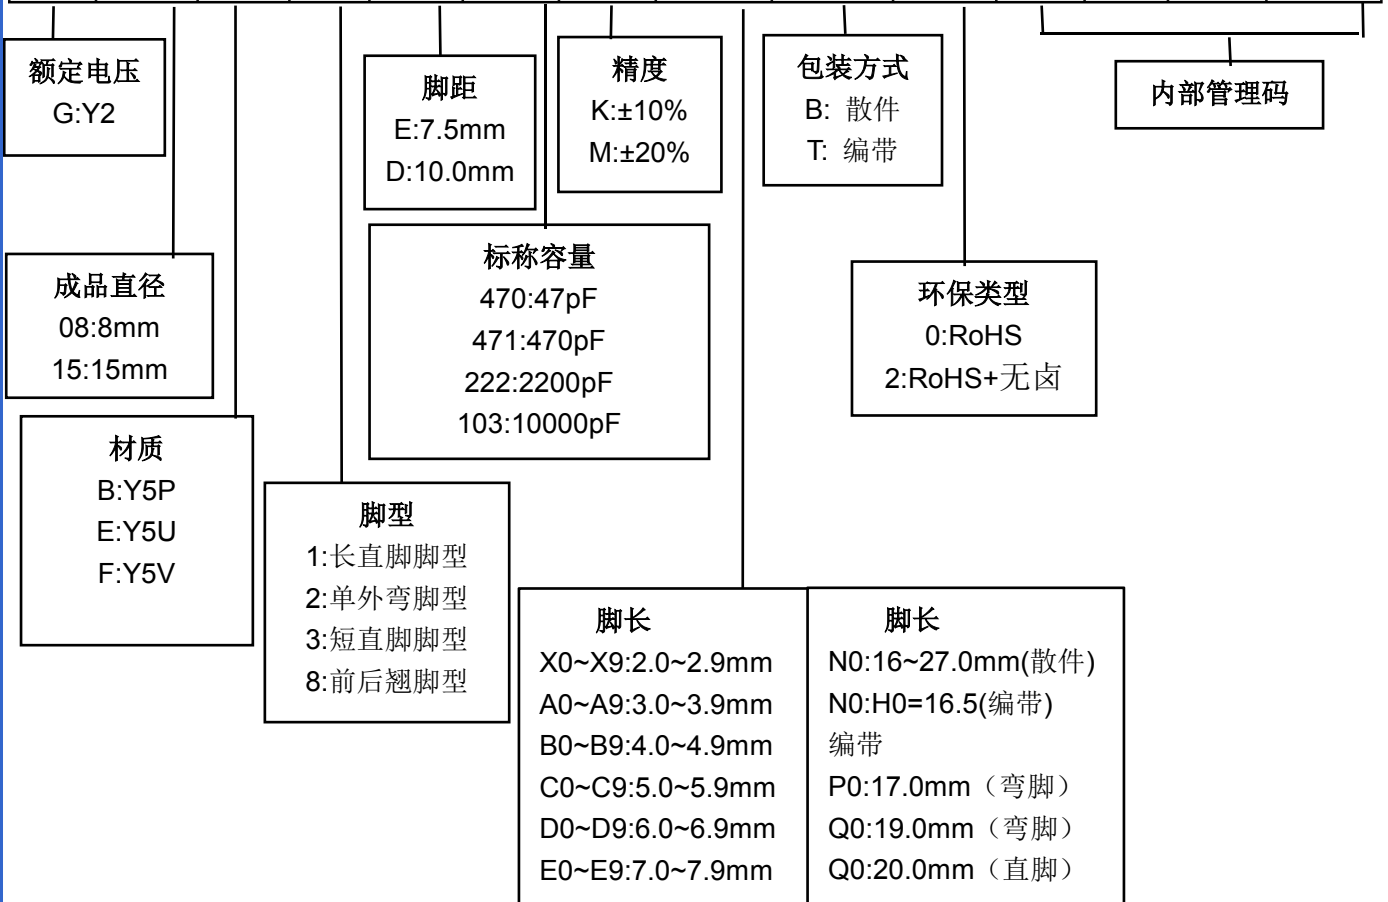 额定电压
G:Y2
脚距
E:7.5mm
D:10.0mm
精度
K:±10%
M:±20%
包装方式
B: 散件
T: 编带
内部管理码
成品直径
08:8mm
15:15mm
标称容量
470:47pF
471:470pF
222:2200pF
103:10000pF
环保类型
0:RoHS
2:RoHS+无卤
材质
B:Y5P
E:Y5U
F:Y5V
脚型
1:长直脚脚型
2:单外弯脚型
3:短直脚脚型
8:前后翘脚型
脚长
X0~X9:2.0~2.9mm
A0~A9:3.0~3.9mm
B0~B9:4.0~4.9mm
C0~C9:5.0~5.9mm
D0~D9:6.0~6.9mm
E0~E9:7.0~7.9mm
脚长
N0:16~27.0mm(散件)
N0:H0=16.5(编带)
编带
P0:17.0mm（弯脚）
Q0:19.0mm（弯脚）
Q0:20.0mm（直脚）